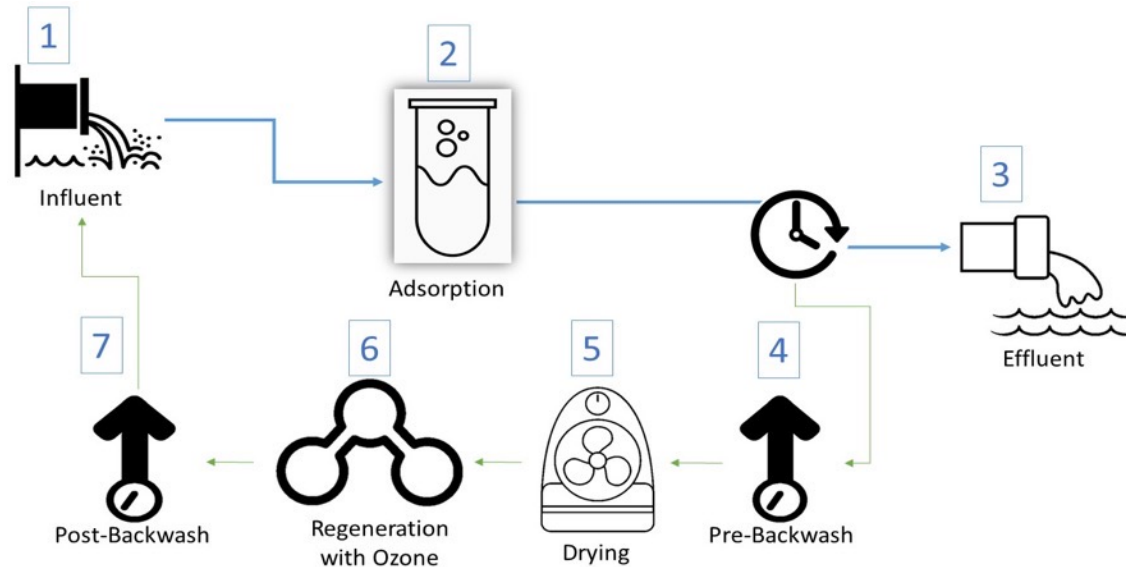 1
Influent
2
Adsorption
3
Effluent
4
Pre-Backwash
5
Drying
6
Regeneration
with Ozone
7
Post-Backwash